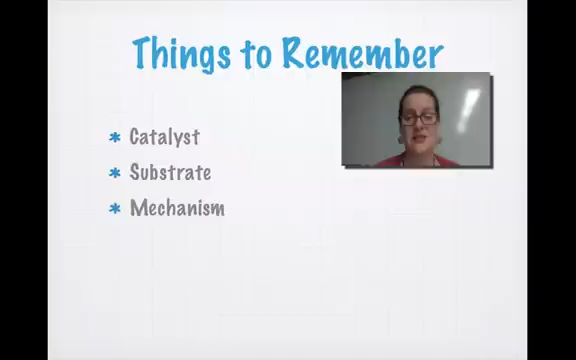 Things to Remember
* Catalyst
* Substrate
* Mechanism